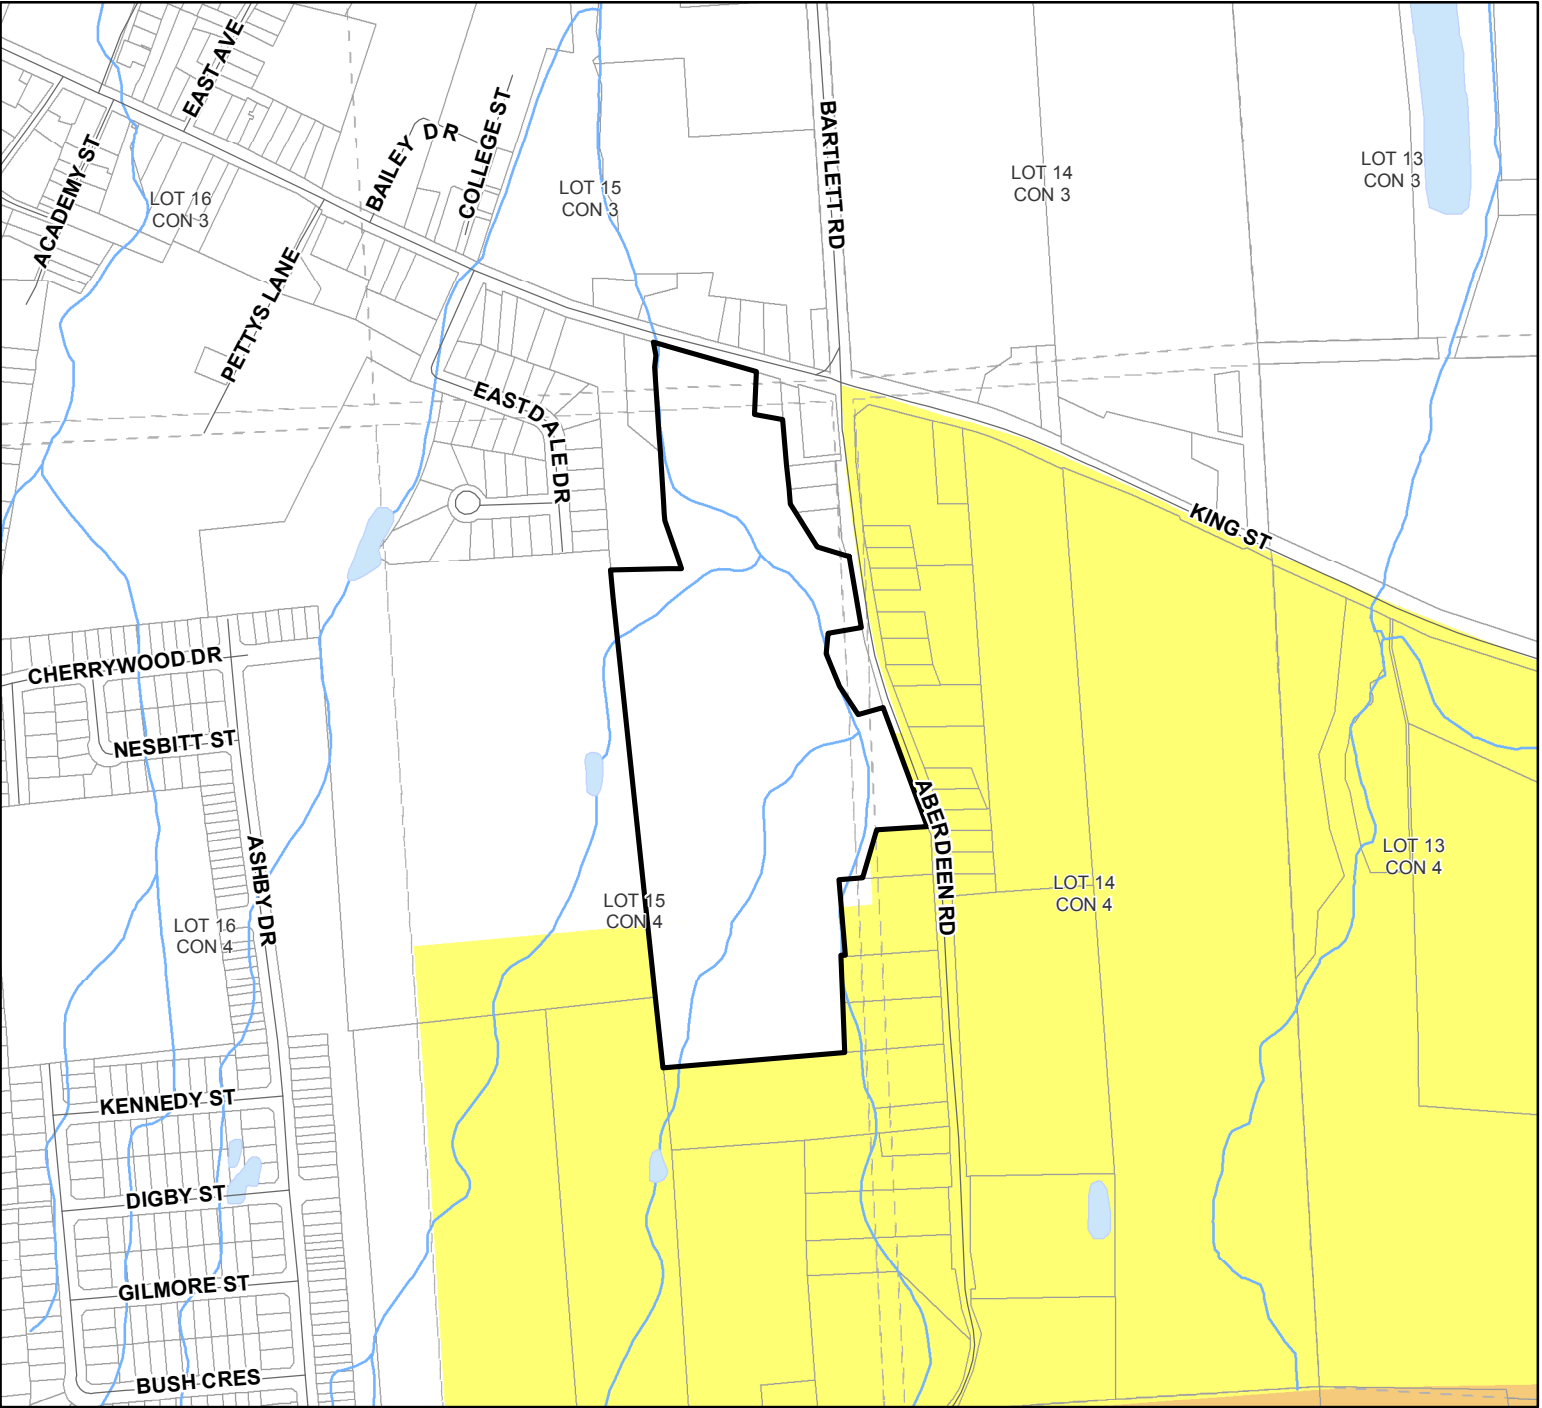 EAST AVE
ACADEMY ST
BAILEY DR
COLLEGE ST
BARTLETT RD
LOT 16
CON 3
LOT 15
CON 3
LOT 14
CON 3
LOT 13
CON 3
PETTYS LANE
EASTDALE DR
KING ST
CHERRYWOOD DR
NESBITT ST
ASHBY DR
ABERDEEN RD
LOT 16
CON 4
LOT 15
CON 4
LOT 14
CON 4
LOT 13
CON 4
KENNEDY ST
DIGBY ST
GILMORE ST
BUSH CRES